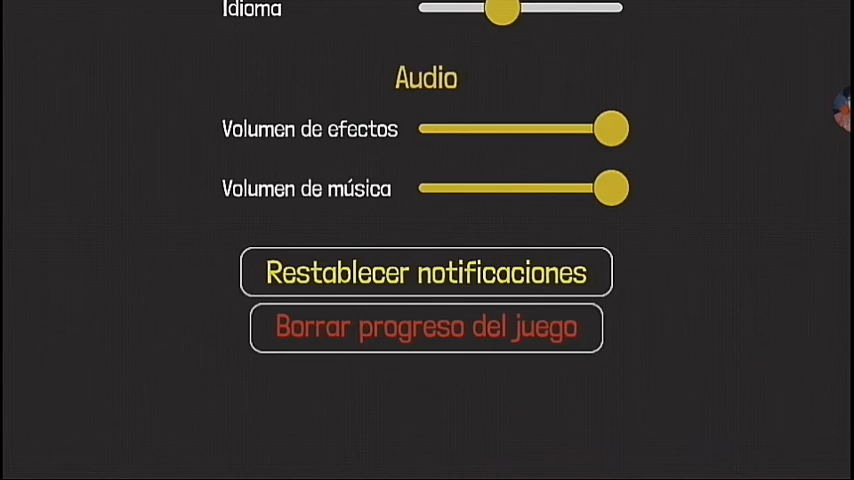 Idioma
Audio
Volumen de efectos
Volumen de música
Restablecer notificaciones
Borrar progreso del juego